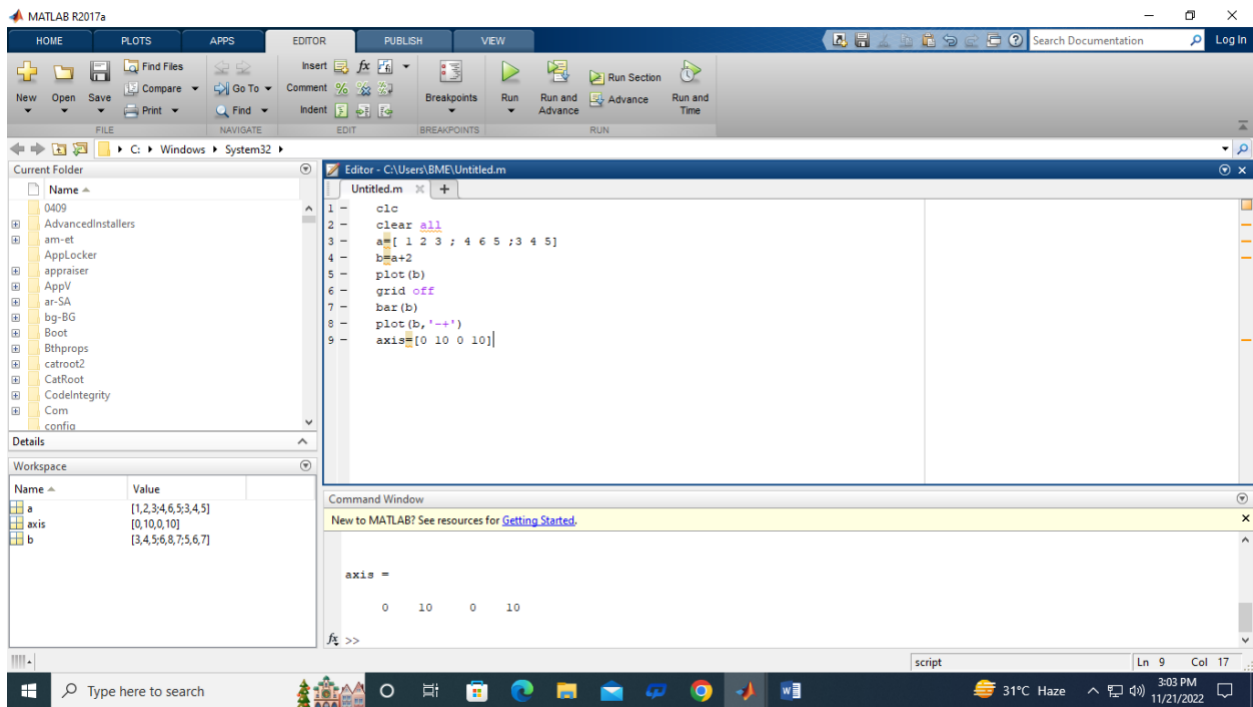 MATLAB R2017a
HOME PLOTS APPS EDITOR PUBLISH VIEW Search Documentation Log In
Find Files Insert fx
Compare Go To Comment Run Section
New Open Save Breakpoints Run Run and Advance Advance Run and Time
Print Find Indent
FILE NAVIGATE EDIT BREAKPOINTS RUN
C: Windows System32
Current Folder
Name
0409
AdvancedInstallers
am-et
AppLocker
appraiser
AppV
ar-SA
bg-BG
Boot
Bthprops
catroot2
CatRoot
CodeIntegrity
Com
config
Details
Workspace
Name Value
a [1,2,3;4,6,5;3,4,5]
axis [0,10,0,10]
b [3,4,5;6,8,7;5,6,7]
Editor - C:\Users\BME\Untitled.m
Untitled.m
1 - clc
2 - clear all
3 - a=[ 1 2 3 ; 4 6 5 ;3 4 5]
4 - b=a+2
5 - plot(b)
6 - grid off
7 - bar(b)
8 - plot(b,'-+')
9 - axis=[0 10 0 10]
Command Window
New to MATLAB? See resources for Getting Started.
axis =
0 10 0 10
fx >>
script Ln 9 Col 17
Type here to search 31°C Haze 3:03 PM
11/21/2022